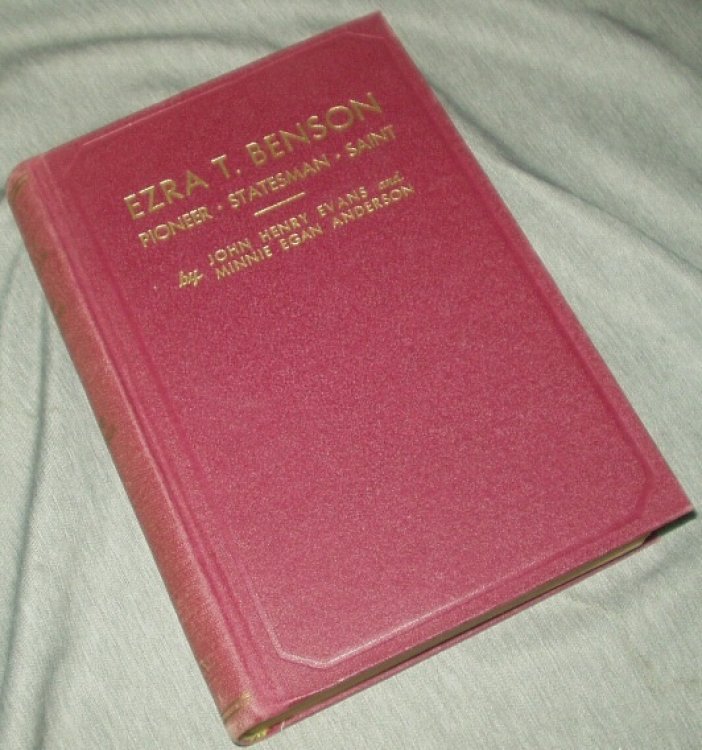 EZRA T. BENSON
PIONEER · STATESMAN · SAINT
by JOHN HENRY EVANS and
MINNIE EGAN ANDERSON